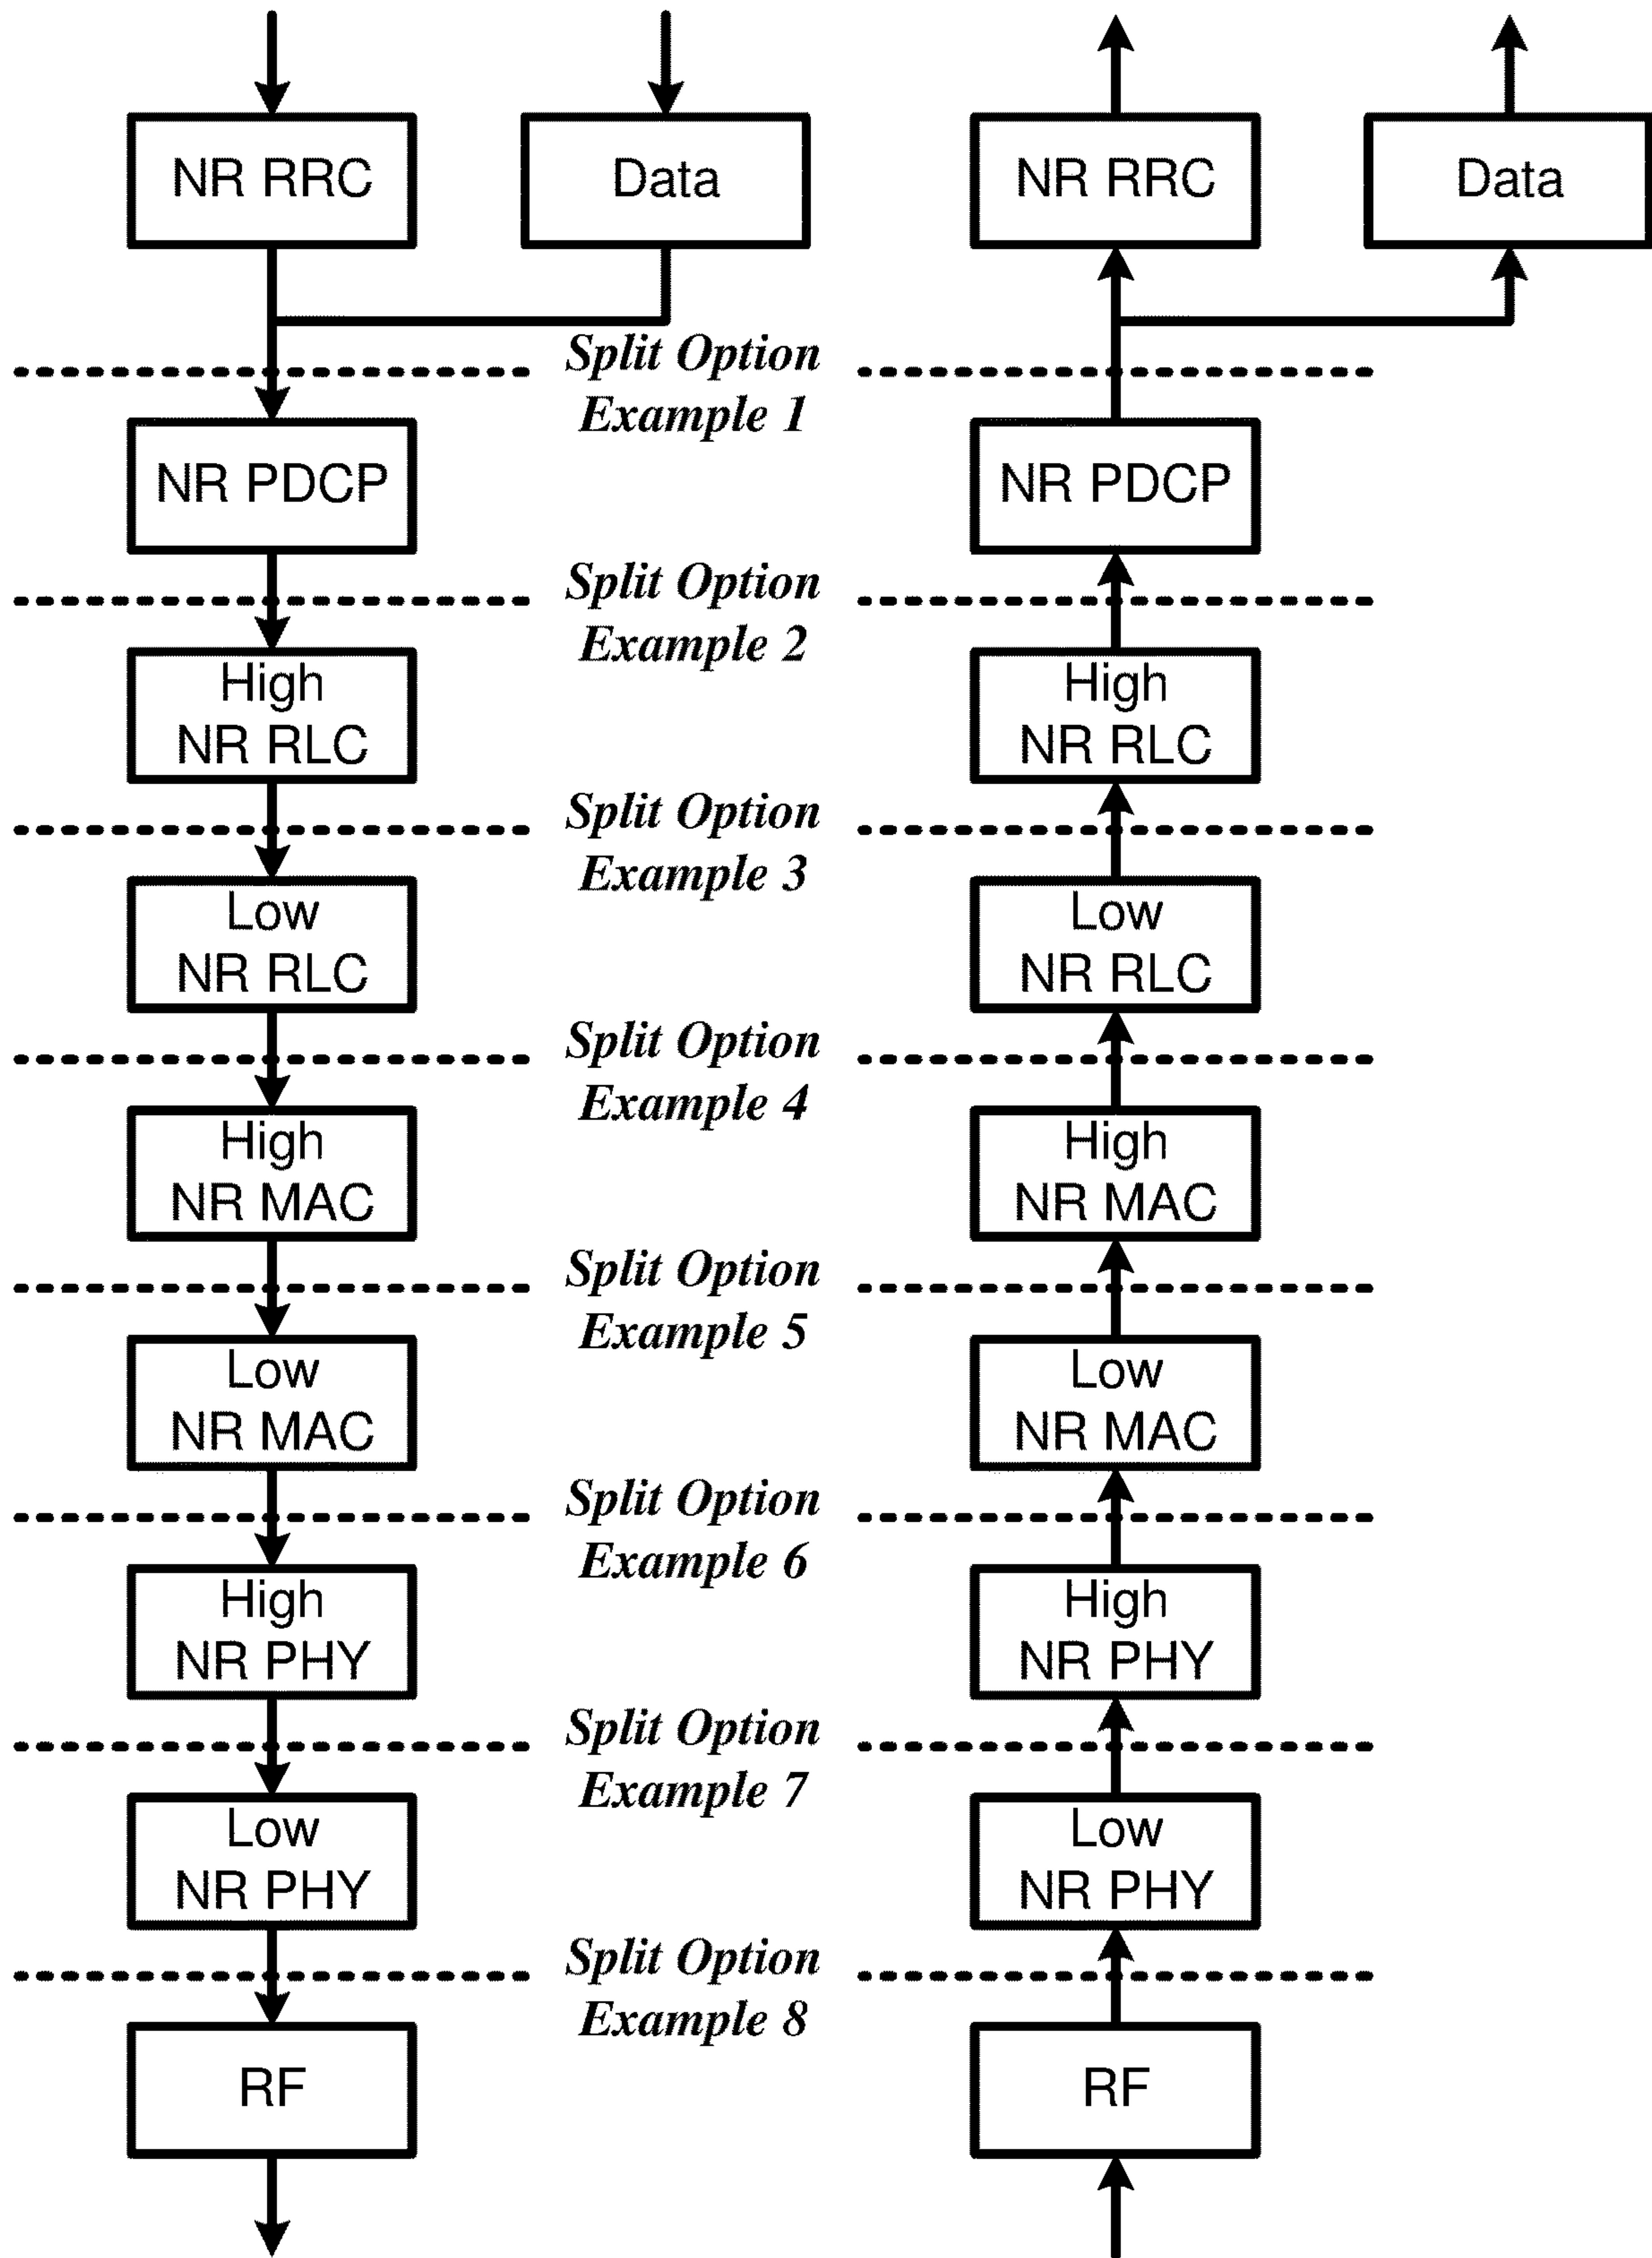 NR RRC
Data
NR RRC
Data
Split Option
Example 1
NR PDCP
NR PDCP
Split Option
Example 2
High
NR RLC
High
NR RLC
Split Option
Example 3
Low
NR RLC
Low
NR RLC
Split Option
Example 4
High
NR MAC
High
NR MAC
Split Option
Example 5
Low
NR MAC
Low
NR MAC
Split Option
Example 6
High
NR PHY
High
NR PHY
Split Option
Example 7
Low
NR PHY
Low
NR PHY
Split Option
Example 8
RF
RF